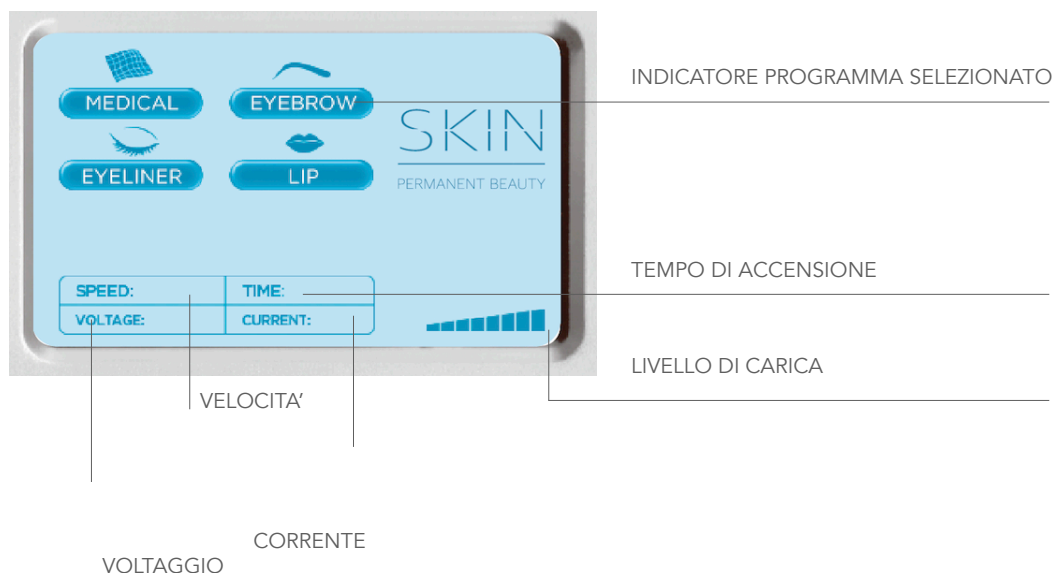 MEDICAL EYEBROW
EYELINER LIP
SKIN
PERMANENT BEAUTY
SPEED: TIME:
VOLTAGE: CURRENT:
INDICATORE PROGRAMMA SELEZIONATO
TEMPO DI ACCENSIONE
LIVELLO DI CARICA
VELOCITA’
CORRENTE
VOLTAGGIO